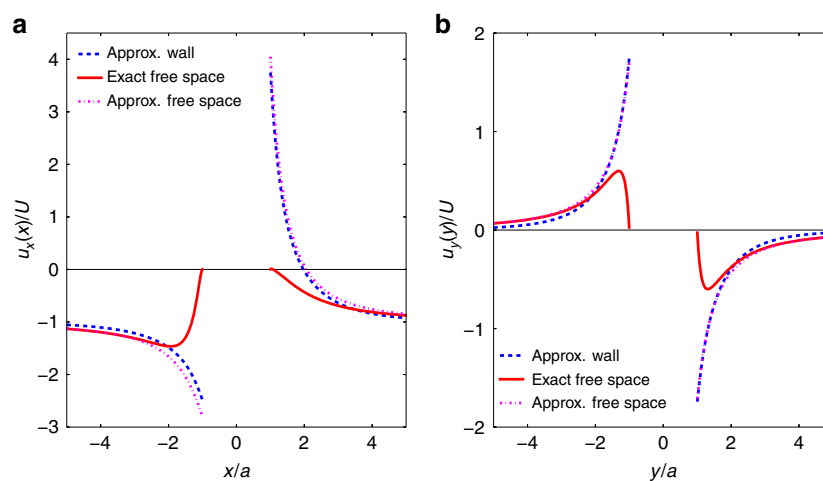 a
Approx. wall
Exact free space
Approx. free space
4
3
2
1
0
−1
−2
−3
u_x(x)/U
−4
−2
0
2
4
x/a
b
2
1
0
−1
−2
u_y(y)/U
Approx. wall
Exact free space
Approx. free space
−4
−2
0
2
4
y/a